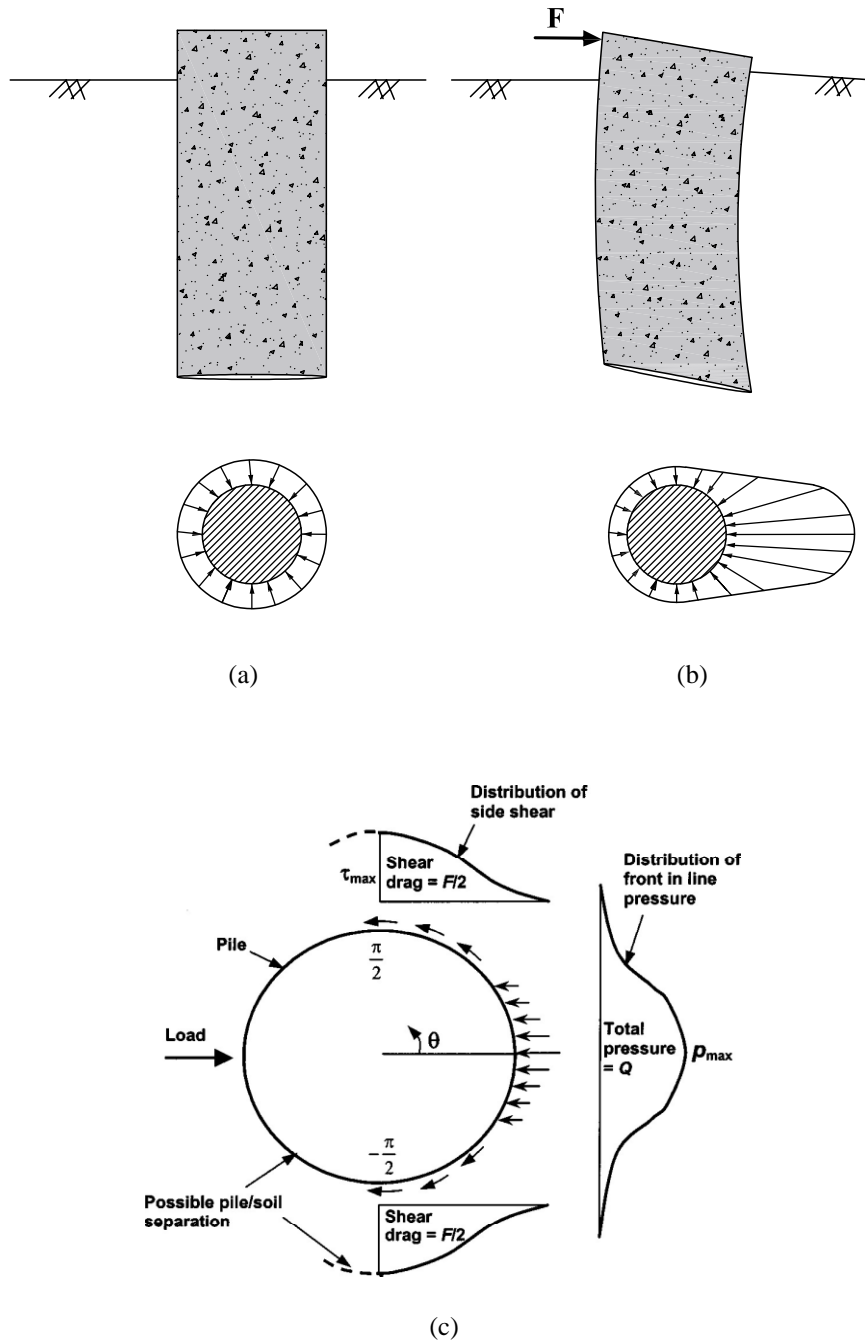 F
(a)
(b)
Distribution of
side shear
τmax
Shear
drag = F/2
Distribution of
front in line
pressure
Pile
π
2
Load
θ
Total
pressure
= Q
pmax
−π
2
Possible pile/soil
separation
Shear
drag = F/2
(c)